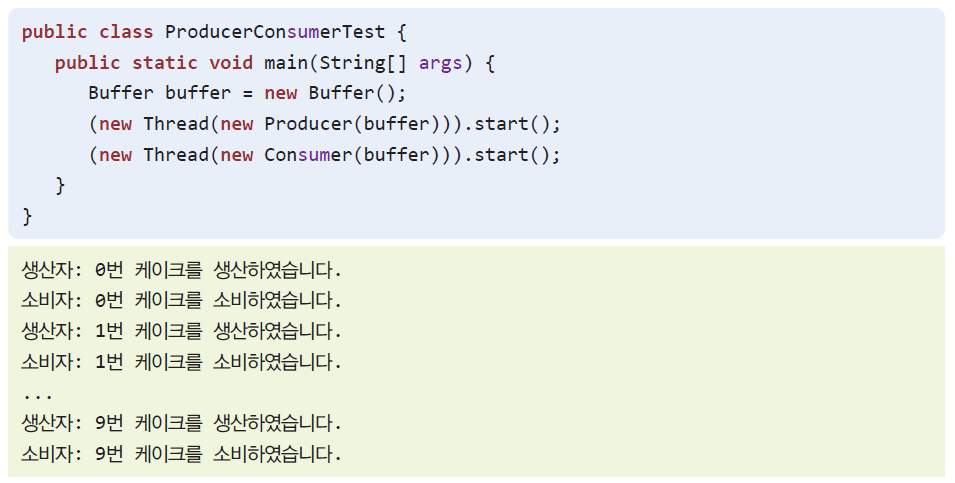 public class ProducerConsumerTest {
public static void main(String[] args) {
Buffer buffer = new Buffer();
(new Thread(new Producer(buffer))).start();
(new Thread(new Consumer(buffer))).start();
}
}
생산자: 0번 케이크를 생산하였습니다.
소비자: 0번 케이크를 소비하였습니다.
생산자: 1번 케이크를 생산하였습니다.
소비자: 1번 케이크를 소비하였습니다.
...
생산자: 9번 케이크를 생산하였습니다.
소비자: 9번 케이크를 소비하였습니다.